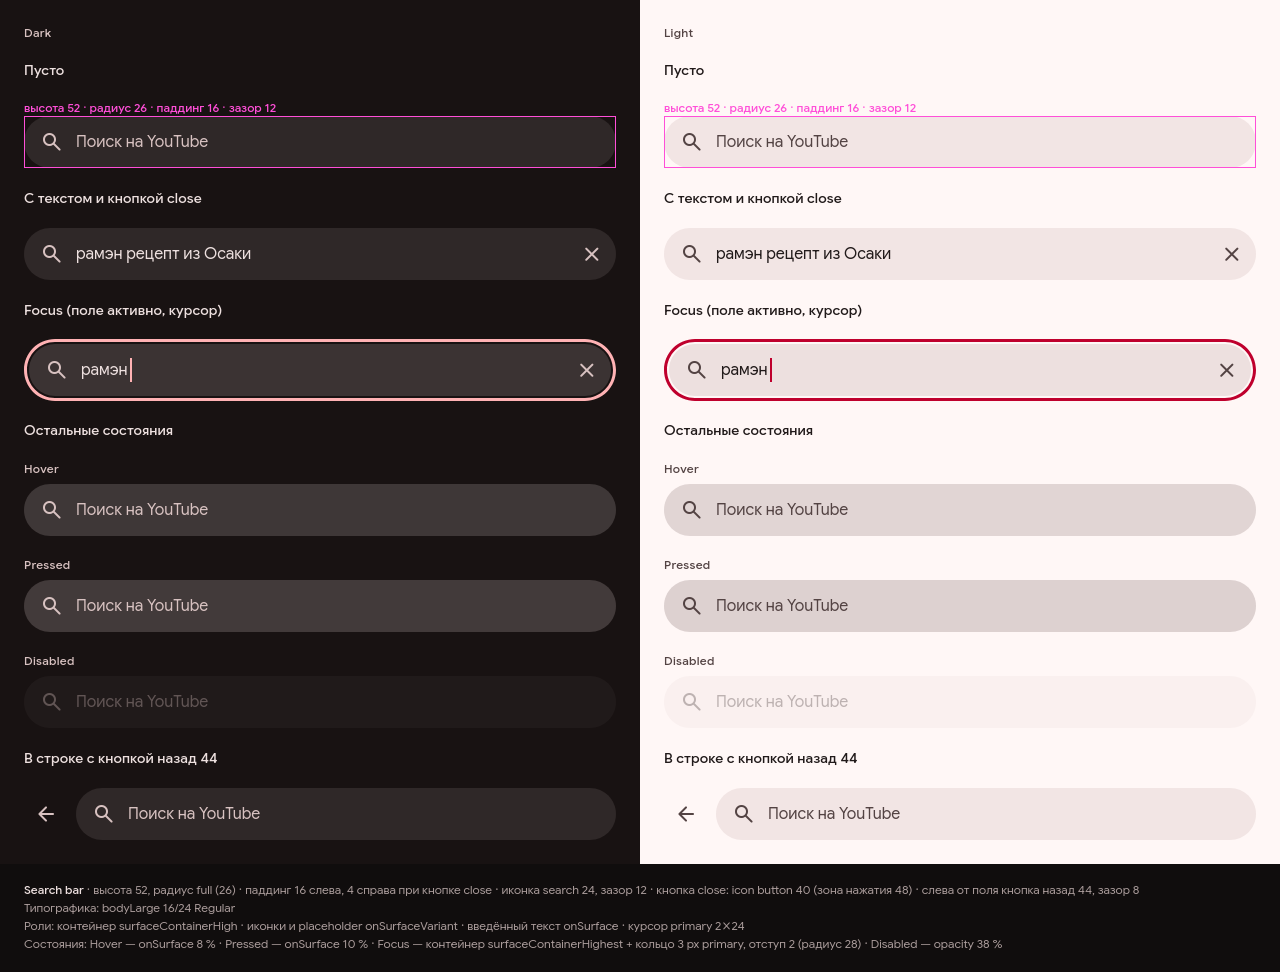 Dark
Пусто
высота 52 · радиус 26 · паддинг 16 · зазор 12
Поиск на YouTube
С текстом и кнопкой close
рамэн рецепт из Осаки
Focus (поле активно, курсор)
рамэн
Остальные состояния
Hover
Поиск на YouTube
Pressed
Поиск на YouTube
Disabled
Поиск на YouTube
В строке с кнопкой назад 44
Поиск на YouTube
Light
Пусто
высота 52 · радиус 26 · паддинг 16 · зазор 12
Поиск на YouTube
С текстом и кнопкой close
рамэн рецепт из Осаки
Focus (поле активно, курсор)
рамэн
Остальные состояния
Hover
Поиск на YouTube
Pressed
Поиск на YouTube
Disabled
Поиск на YouTube
В строке с кнопкой назад 44
Поиск на YouTube
Search bar · высота 52, радиус full (26) · паддинг 16 слева, 4 справа при кнопке close · иконка search 24, зазор 12 · кнопка close: icon button 40 (зона нажатия 48) · слева от поля кнопка назад 44, зазор 8
Типографика: bodyLarge 16/24 Regular
Роли: контейнер surfaceContainerHigh · иконки и placeholder onSurfaceVariant · введённый текст onSurface · курсор primary 2×24
Состояния: Hover — onSurface 8 % · Pressed — onSurface 10 % · Focus — контейнер surfaceContainerHighest + кольцо 3 px primary, отступ 2 (радиус 28) · Disabled — opacity 38 %